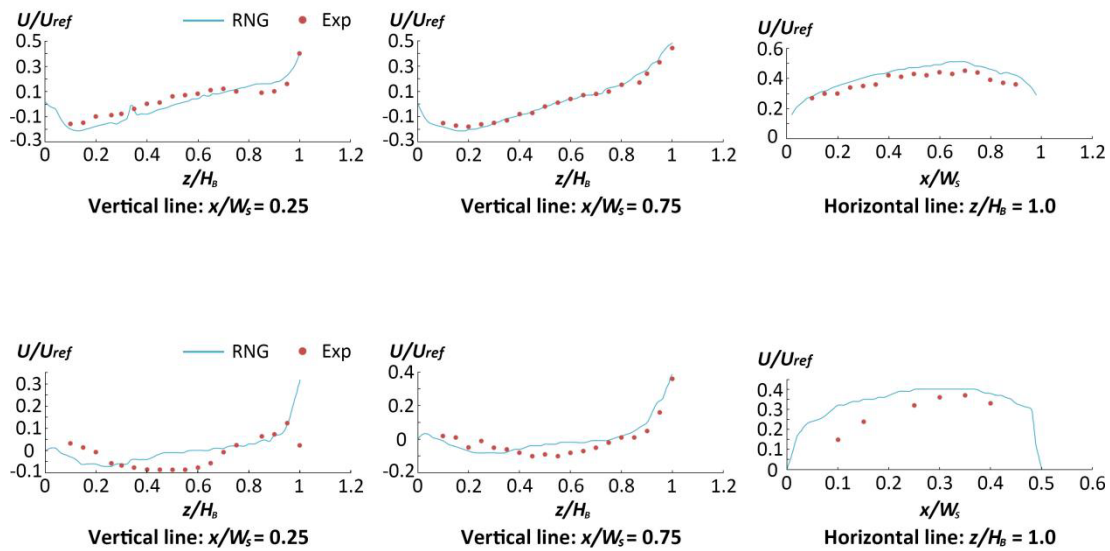 U/Uref — RNG • Exp
0.5
0.3
0.1
-0.1
-0.3
0 0.2 0.4 0.6 0.8 1 1.2
z/HB
Vertical line: x/WS = 0.25
U/Uref
0.5
0.3
0.1
-0.1
-0.3
0 0.2 0.4 0.6 0.8 1 1.2
z/HB
Vertical line: x/WS = 0.75
U/Uref
0.6
0.4
0.2
0
0 0.2 0.4 0.6 0.8 1 1.2
x/WS
Horizontal line: z/HB = 1.0
U/Uref — RNG • Exp
0.3
0.2
0.1
0
-0.1
0 0.2 0.4 0.6 0.8 1 1.2
z/HB
Vertical line: x/WS = 0.25
U/Uref
0.4
0.2
0
-0.2
0 0.2 0.4 0.6 0.8 1 1.2
z/HB
Vertical line: x/WS = 0.75
U/Uref
0.4
0.3
0.2
0.1
0
0 0.1 0.2 0.3 0.4 0.5 0.6
x/WS
Horizontal line: z/HB = 1.0